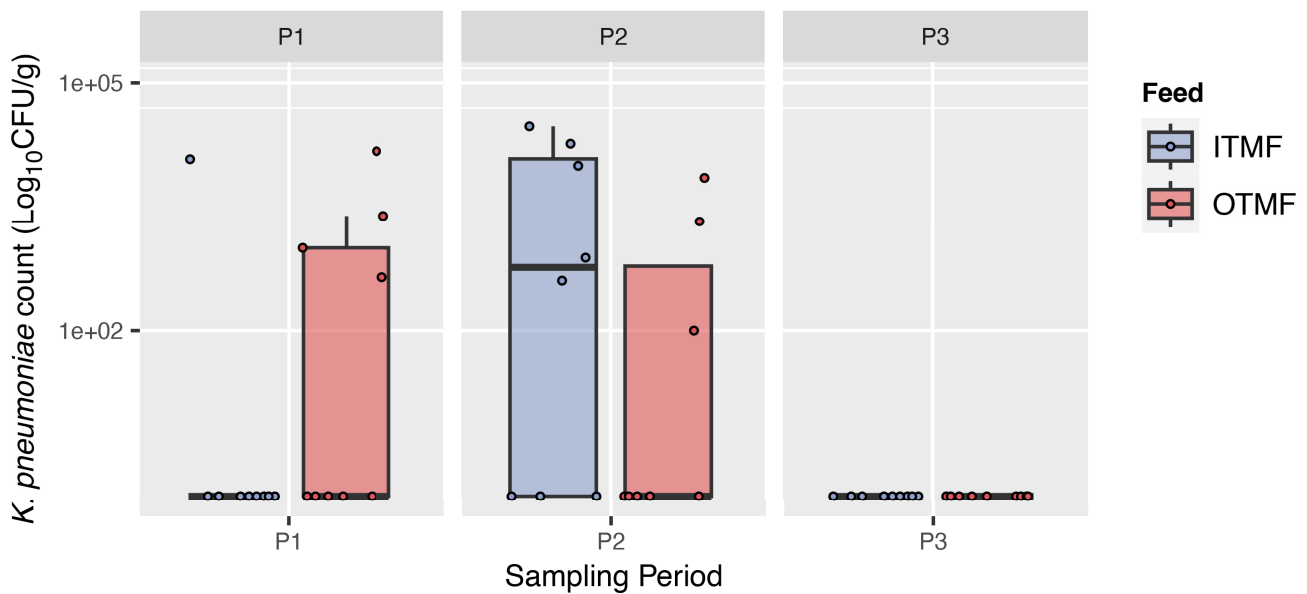 P1
P2
P3
K. pneumoniae count (Log₁₀CFU/g)
1e+05
1e+02
P1
P2
P3
Sampling Period
Feed
ITMF
OTMF